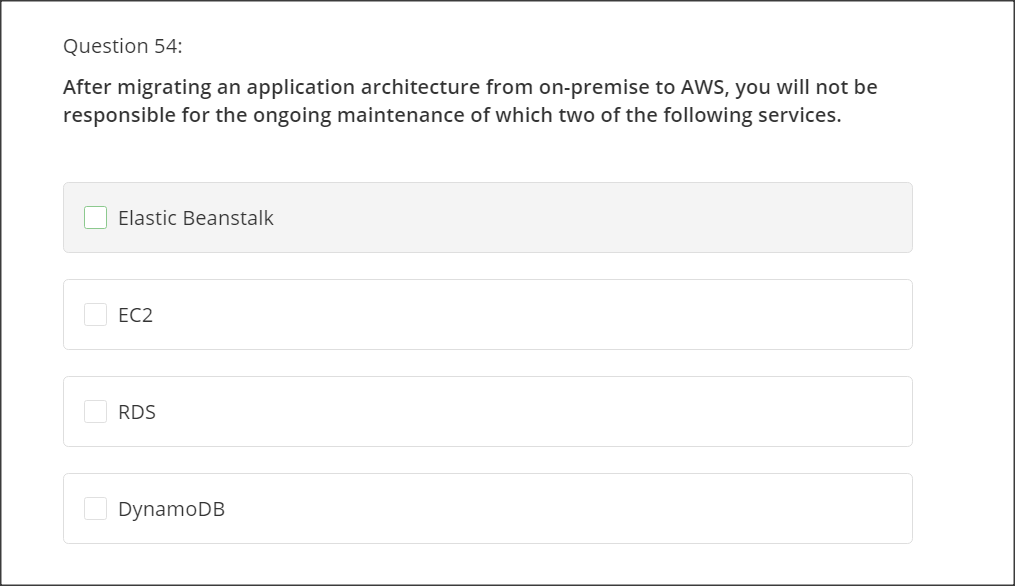 Question 54:
After migrating an application architecture from on-premise to AWS, you will not be
responsible for the ongoing maintenance of which two of the following services.
Elastic Beanstalk
EC2
RDS
DynamoDB